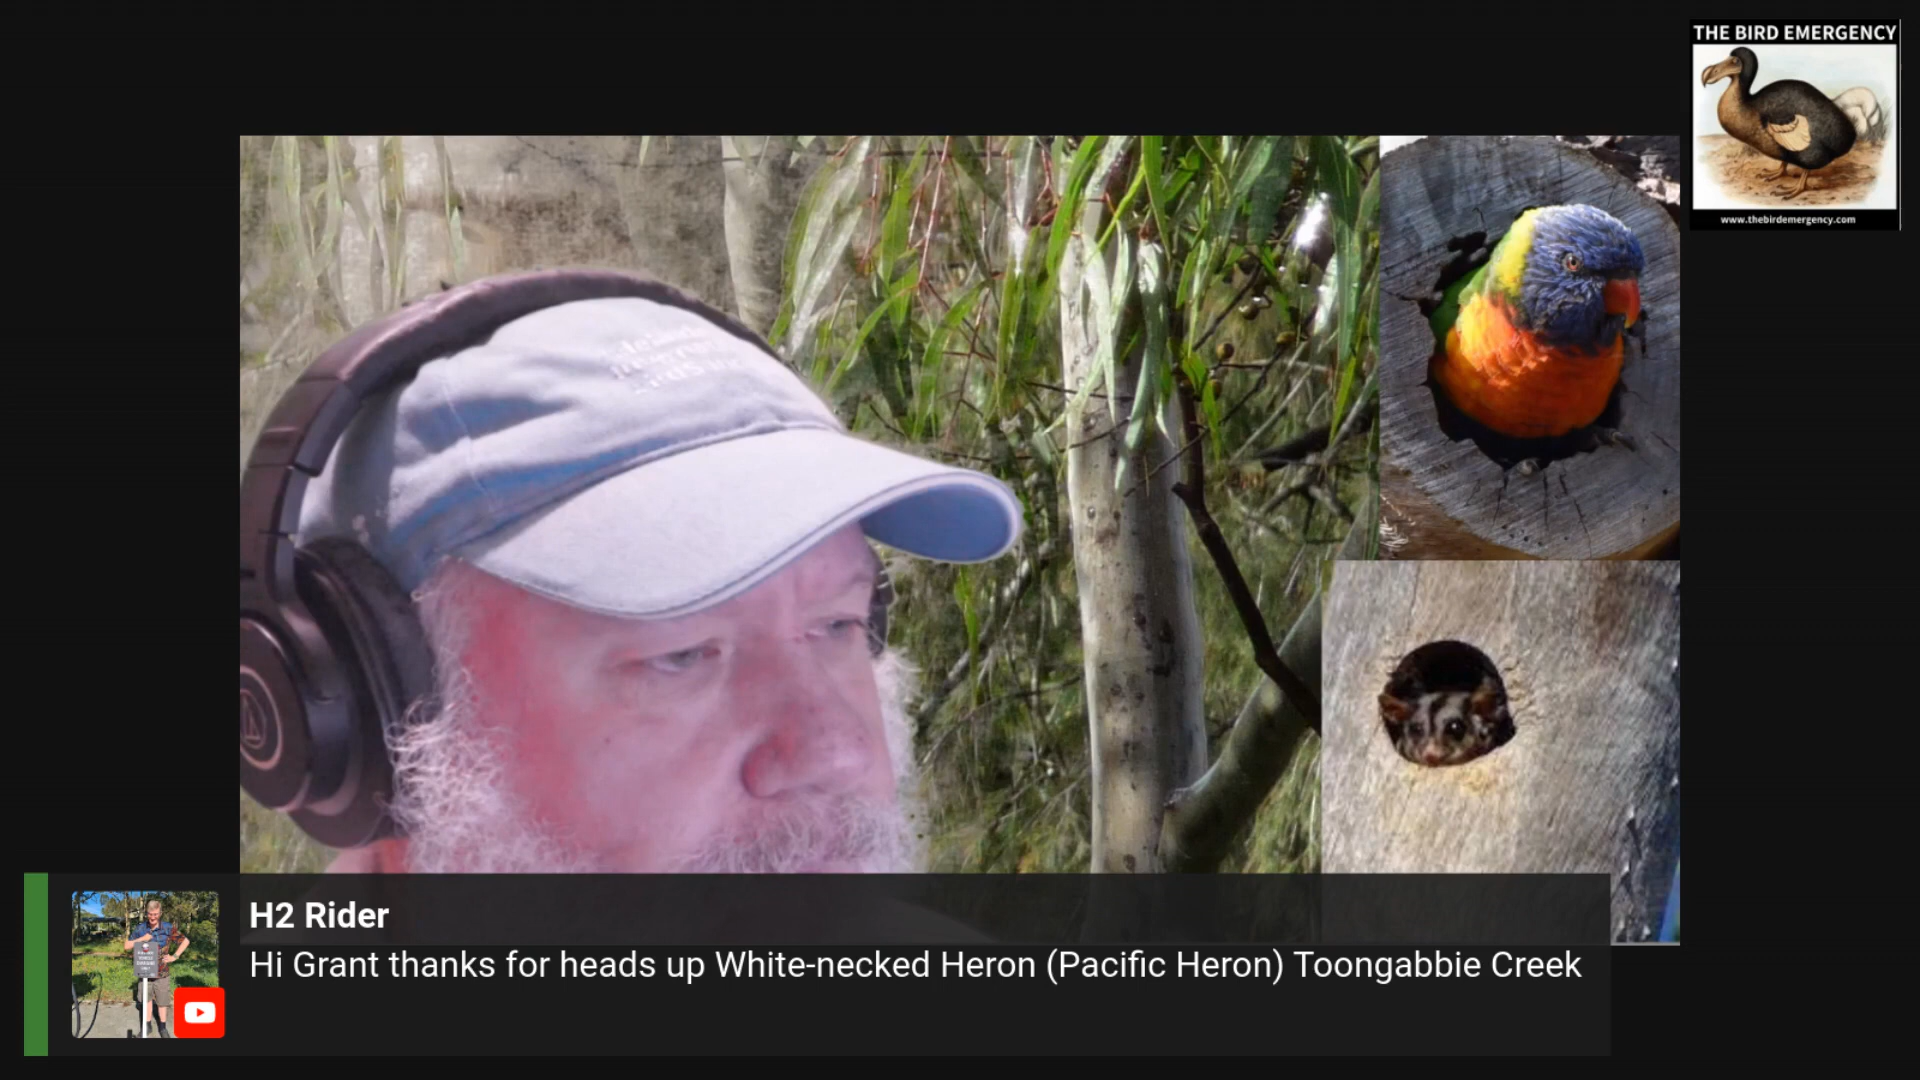 THE BIRD EMERGENCY
www.thebirdemergency.com
H2 Rider
Hi Grant thanks for heads up White-necked Heron (Pacific Heron) Toongabbie Creek